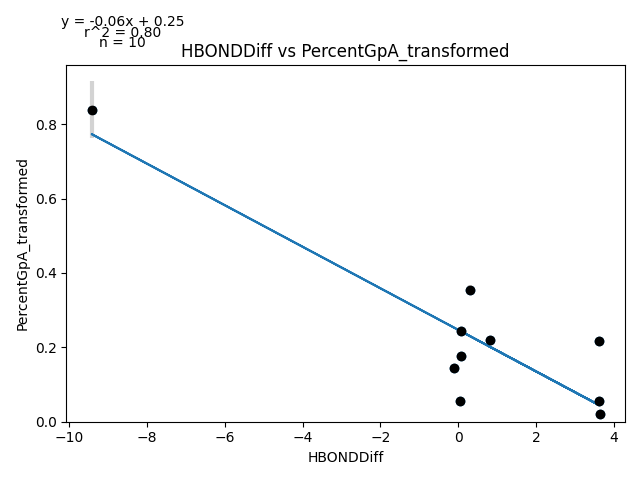 y = -0.06x + 0.25
r^2 = 0.80
n = 10
HBONDDiff vs PercentGpA_transformed
PercentGpA_transformed
0.8
0.6
0.4
0.2
0.0
−10
−8
−6
−4
−2
0
2
4
HBONDDiff